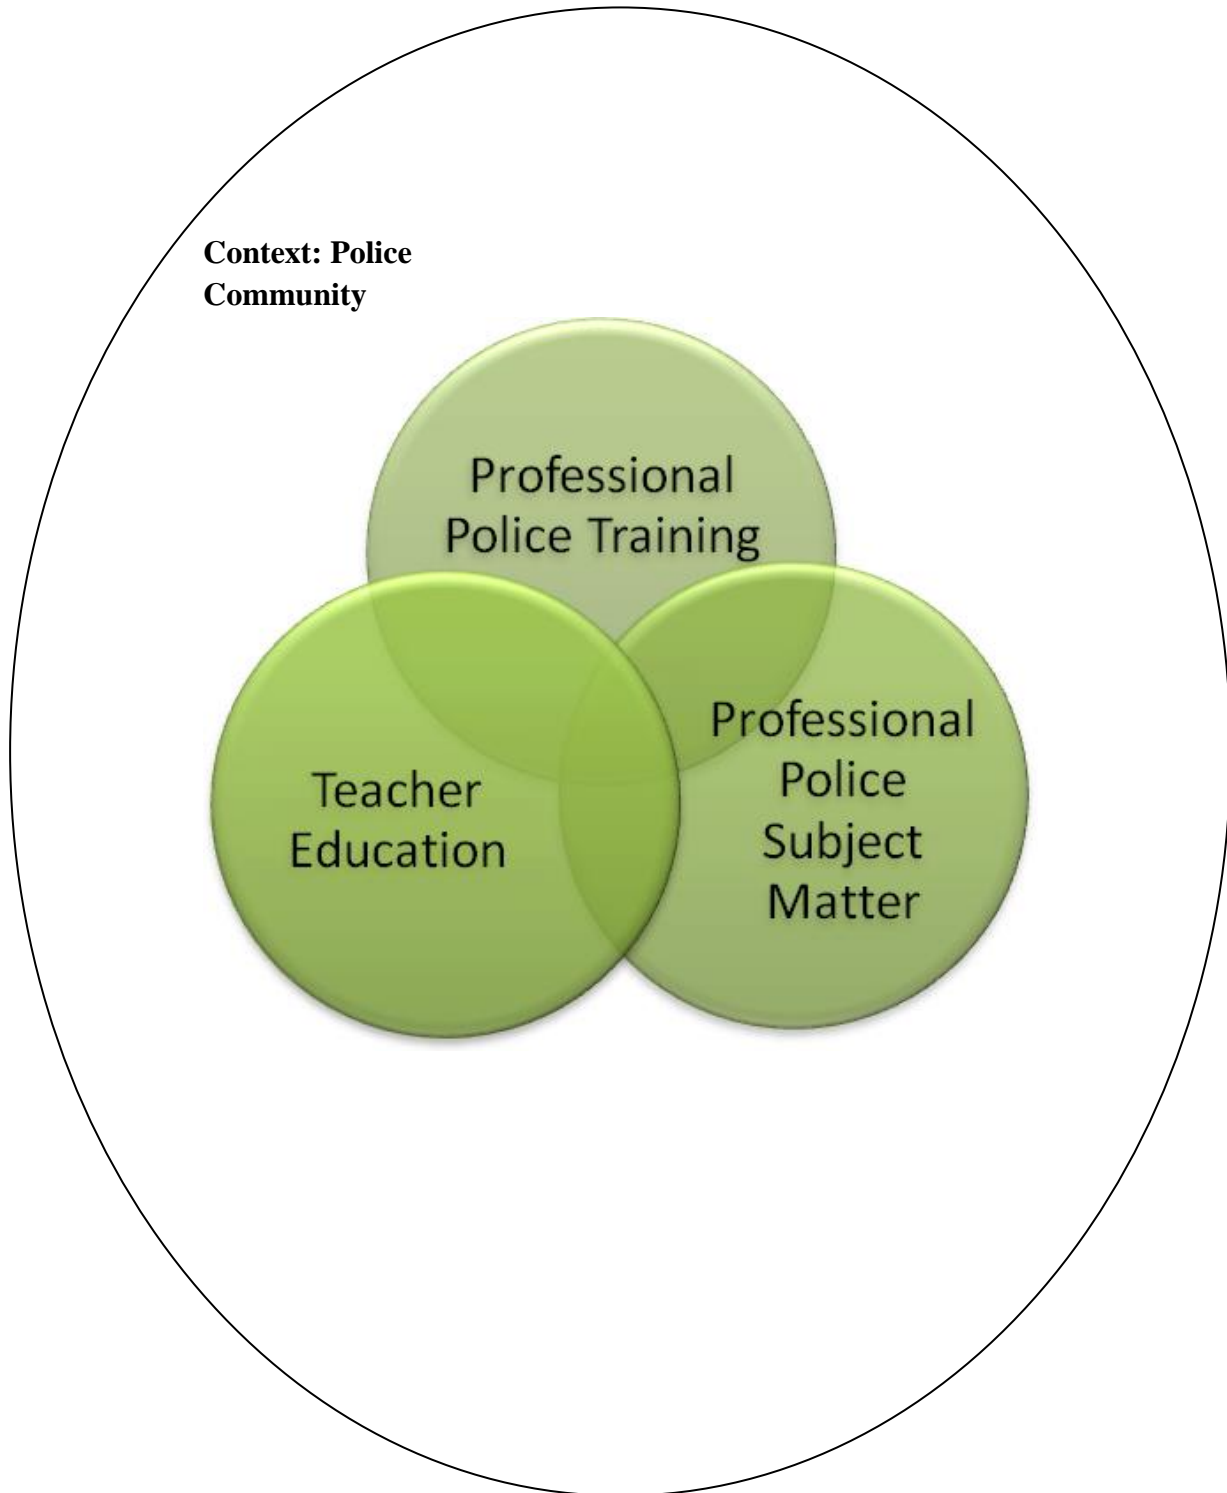 Context: Police
Community
Professional
Police Training
Teacher
Education
Professional
Police
Subject
Matter